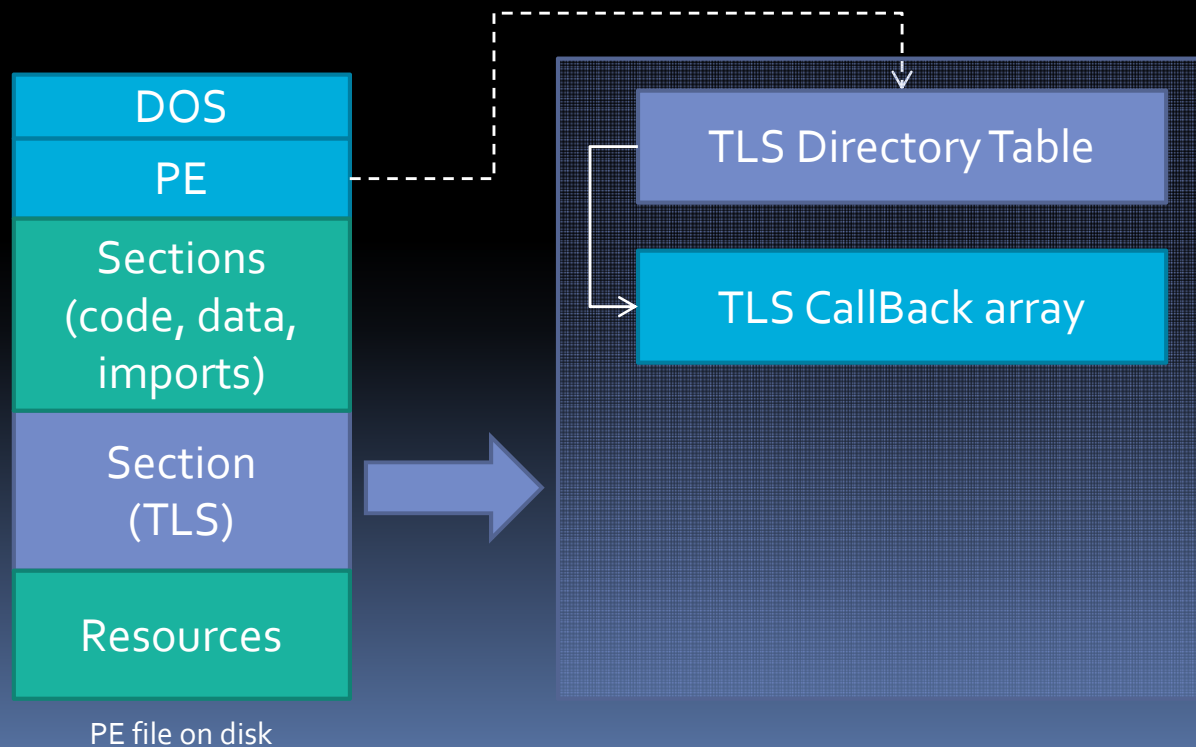 DOS
PE
Sections
(code, data,
imports)
Section
(TLS)
Resources
PE file on disk
TLS Directory Table
TLS CallBack array